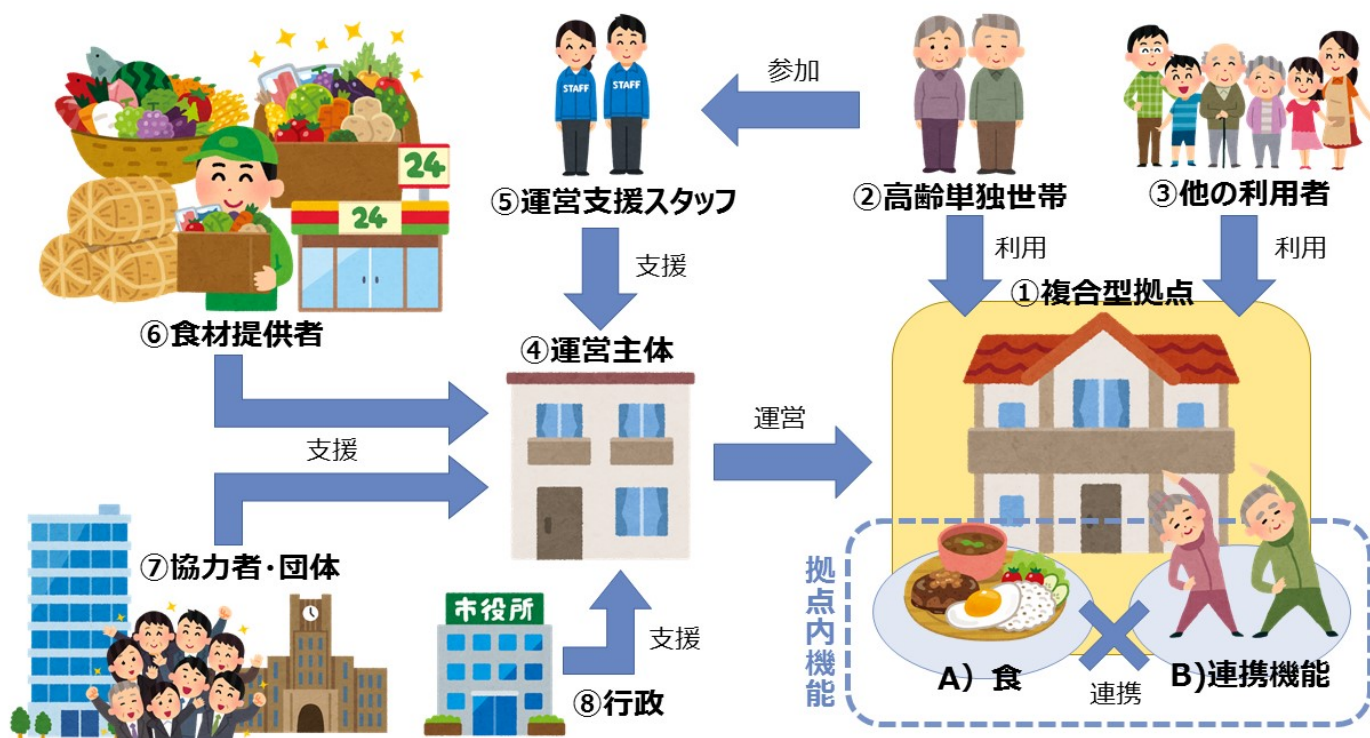 参加
STAFF
STAFF
⑤運営支援スタッフ
②高齢単独世帯
③他の利用者
支援
利用
利用
24
24
⑥食材提供者
④運営主体
①複合型拠点
支援
運営
⑦協力者・団体
市役所
支援
⑧行政
拠点内機能
A) 食
連携
B)連携機能